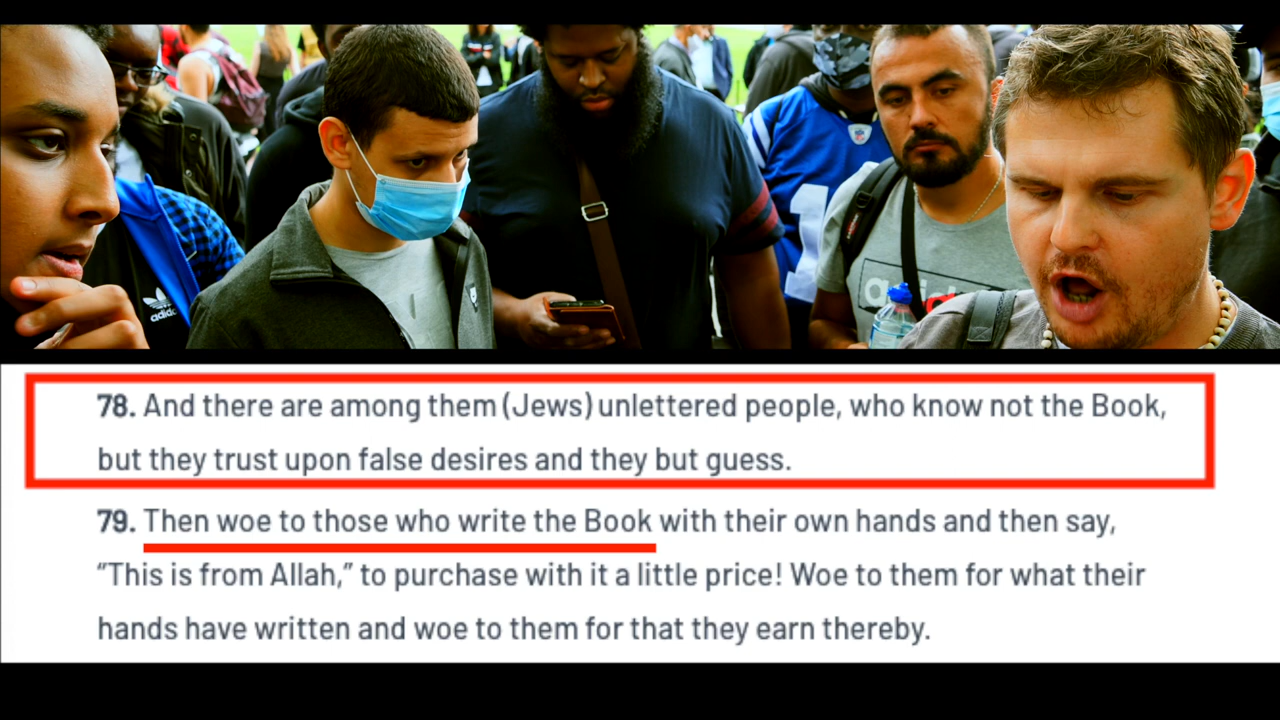 adidas
1
ad
78. And there are among them (Jews) unlettered people, who know not the Book,
but they trust upon false desires and they but guess.
79. Then woe to those who write the Book with their own hands and then say,
“This is from Allah,” to purchase with it a little price! Woe to them for what their
hands have written and woe to them for that they earn thereby.